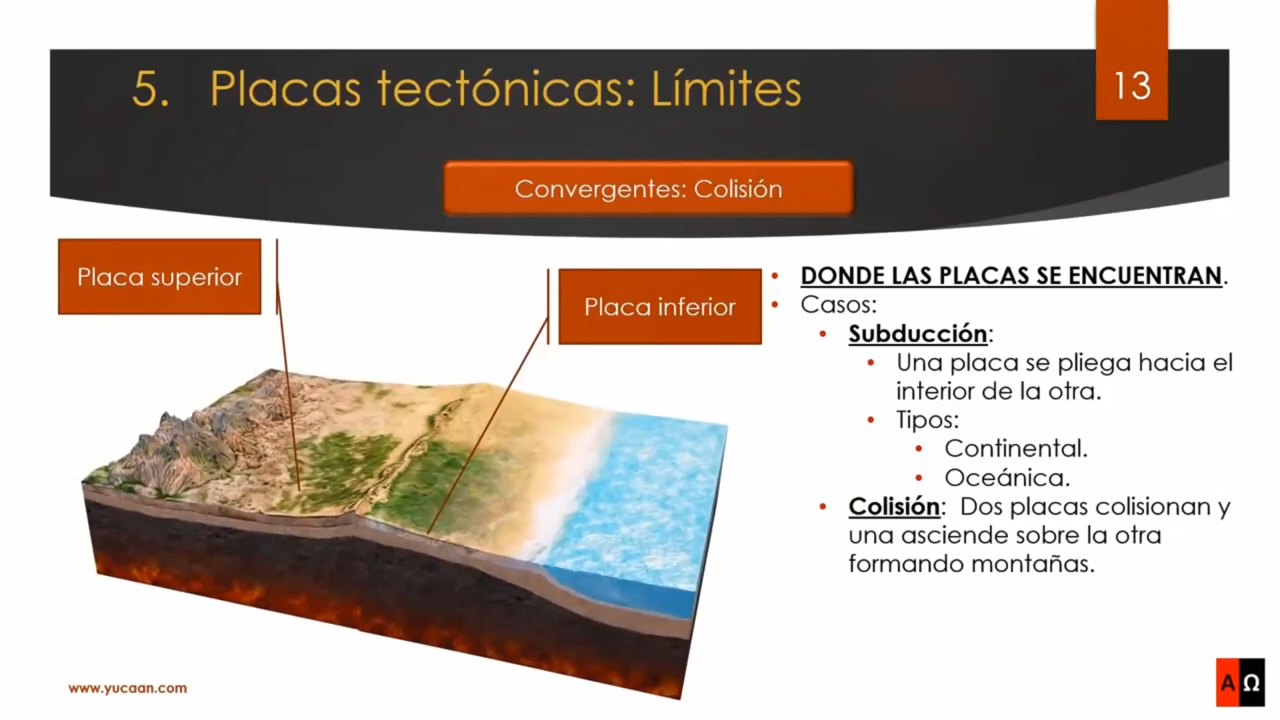 5. Placas tectónicas: Límites
13
Convergentes: Colisión
Placa superior
Placa inferior
• DONDE LAS PLACAS SE ENCUENTRAN.
• Casos:
• Subducción:
• Una placa se pliega hacia el
interior de la otra.
• Tipos:
• Continental.
• Oceánica.
• Colisión: Dos placas colisionan y
una asciende sobre la otra
formando montañas.
www.yucaan.com
AΩ